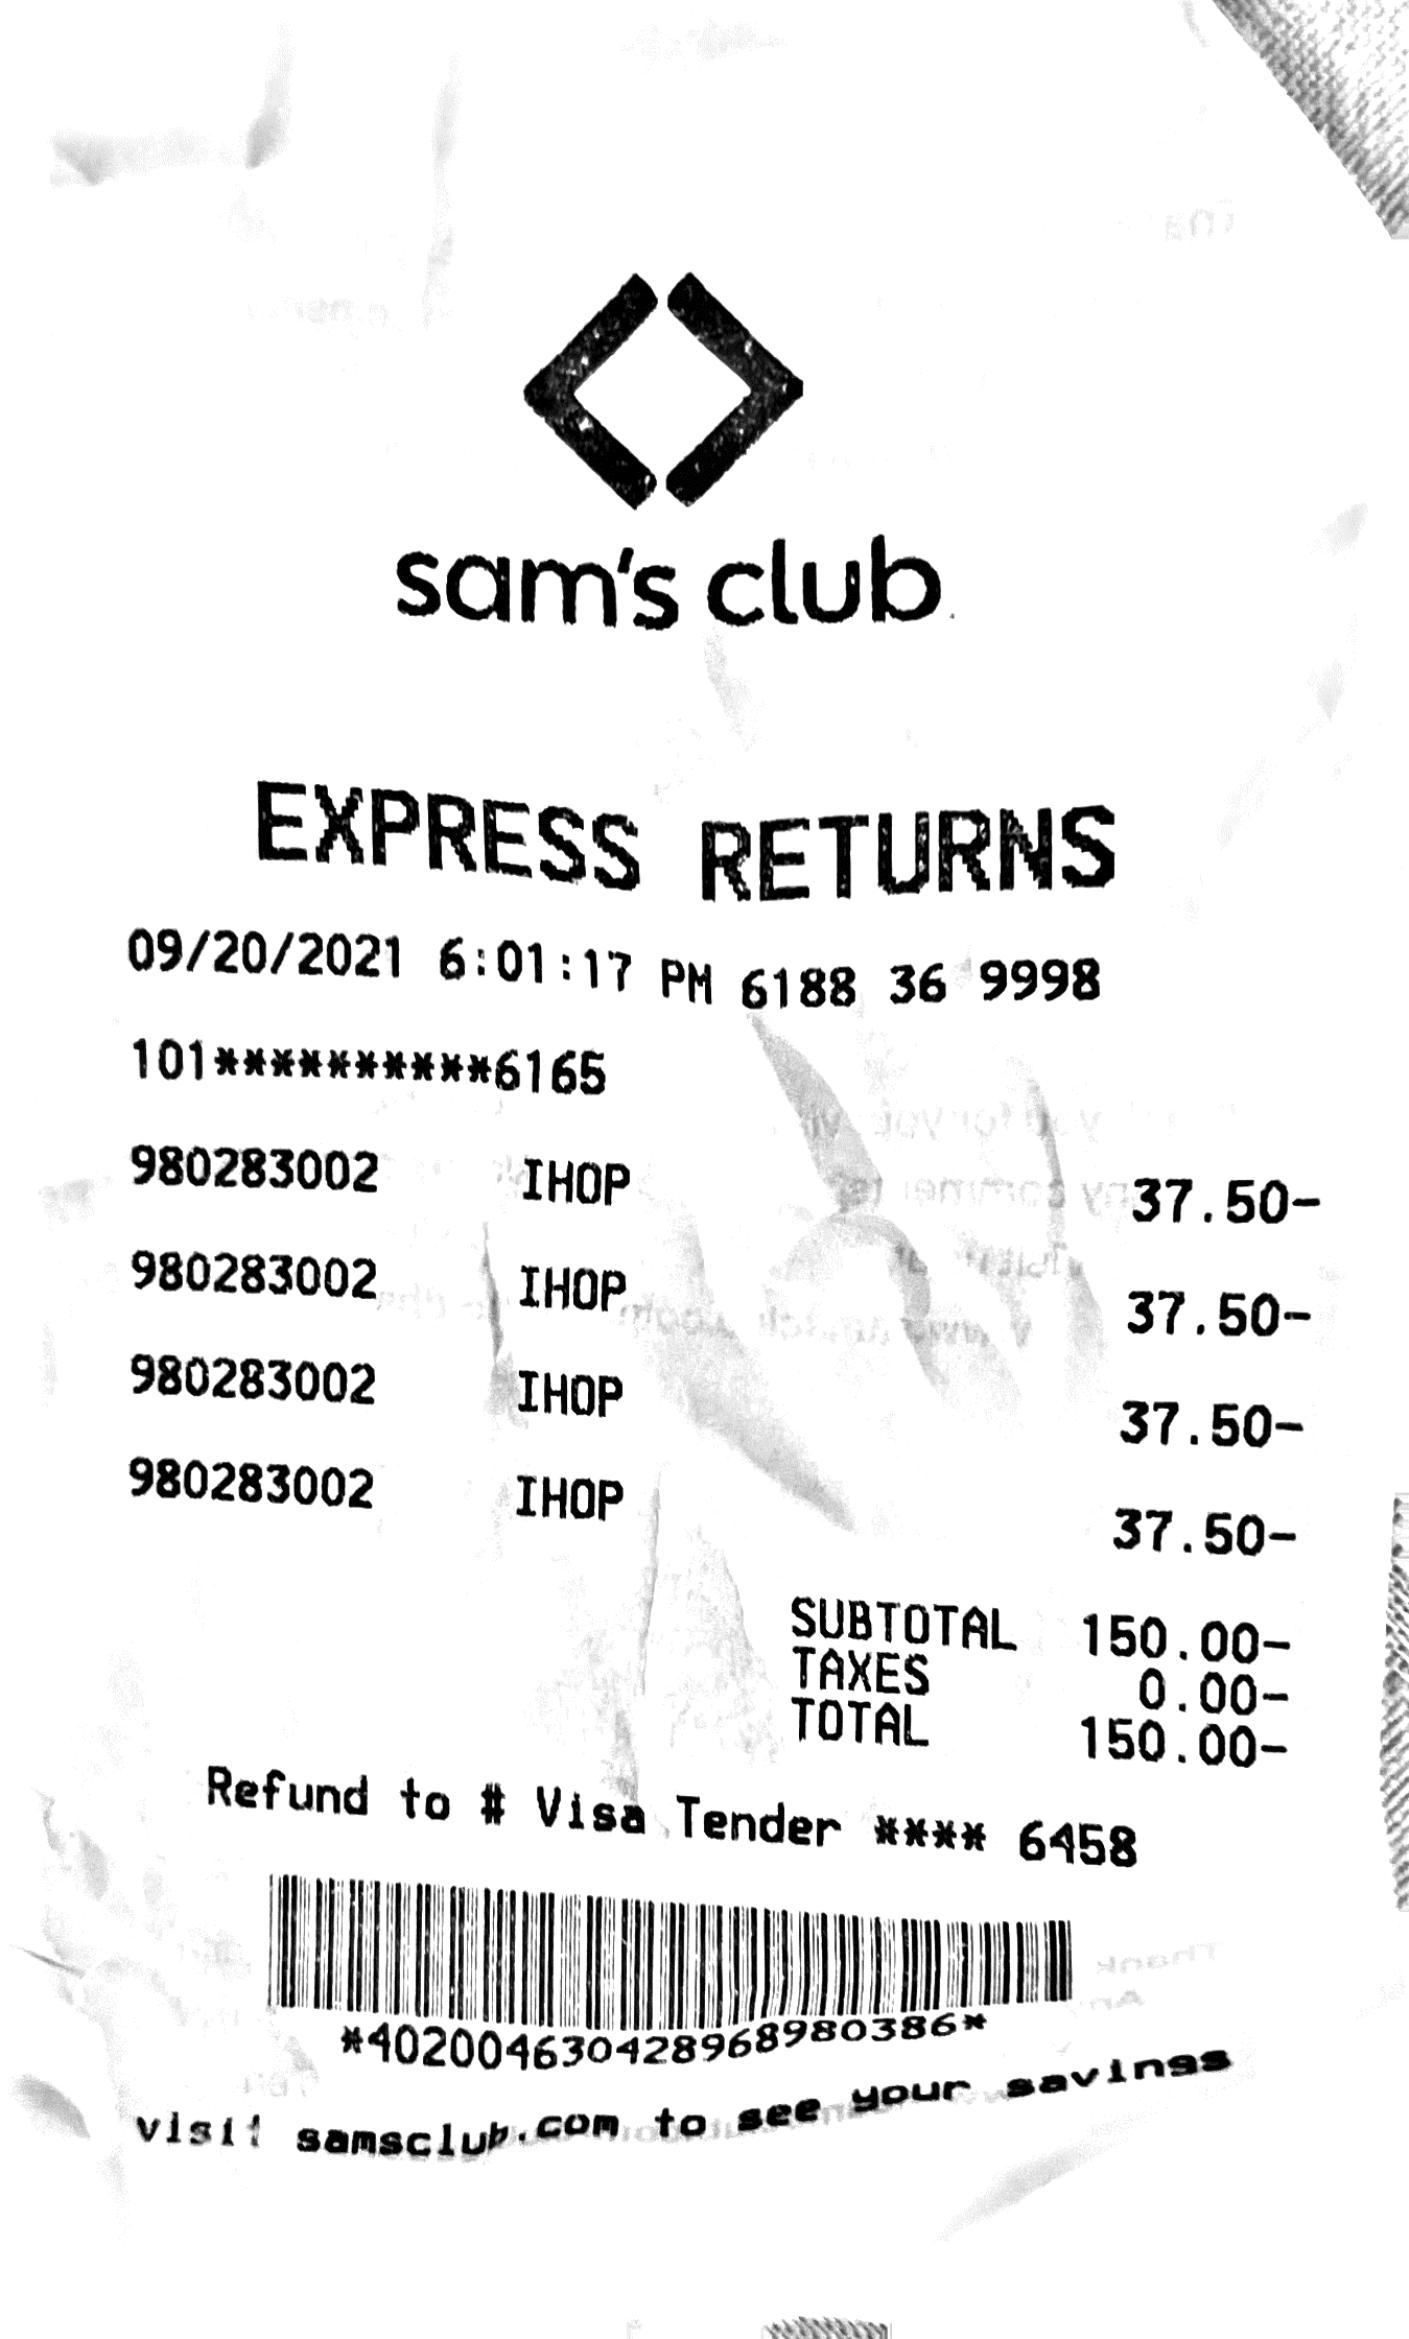 sam's club
EXPRESS RETURNS
09/20/2021 6:01:17 PM 6188 36 9998
101**********6165
980283002 IHOP 37.50-
980283002 IHOP 37.50-
980283002 IHOP 37.50-
980283002 IHOP 37.50-
SUBTOTAL 150.00-
TAXES 0.00-
TOTAL 150.00-
Refund to # Visa Tender **** 6458
*402004630428968980386*
visit samsclub.com to see your savings